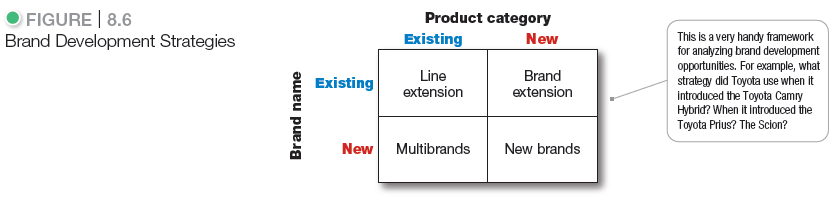 FIGURE | 8.6
Brand Development Strategies
Product category
Existing New
Brand name
Existing
Line extension
Brand extension
New
Multibrands
New brands
This is a very handy framework
for analyzing brand development
opportunities. For example, what
strategy did Toyota use when it
introduced the Toyota Camry
Hybrid? When it introduced the
Toyota Prius? The Scion?